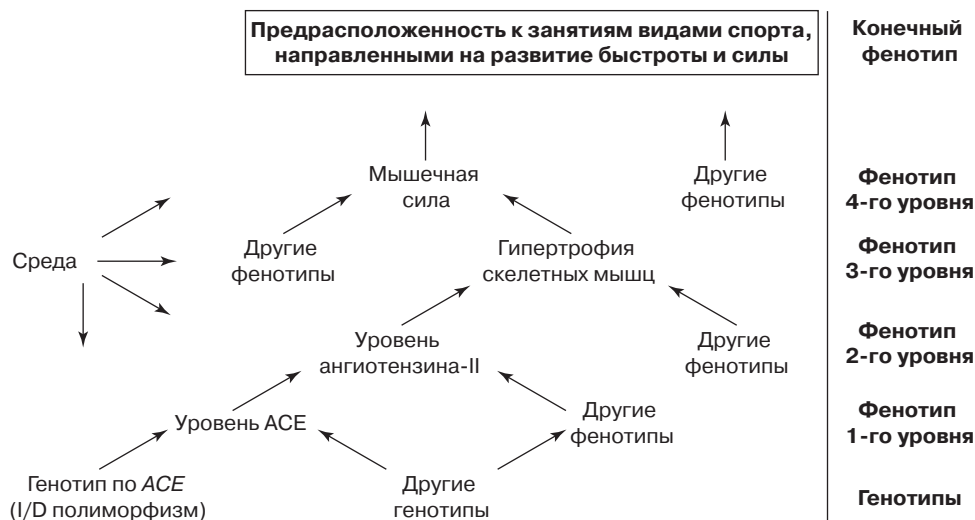 Предрасположенность к занятиям видами спорта,
направленными на развитие быстроты и силы
Конечный
фенотип
Мышечная
сила
Другие
фенотипы
Фенотип
4-го уровня
Среда
Другие
фенотипы
Гипертрофия
скелетных мышц
Фенотип
3-го уровня
Уровень
ангиотензина-II
Другие
фенотипы
Фенотип
2-го уровня
Уровень ACE
Другие
фенотипы
Фенотип
1-го уровня
Генотип по ACE
(I/D полиморфизм)
Другие
генотипы
Генотипы